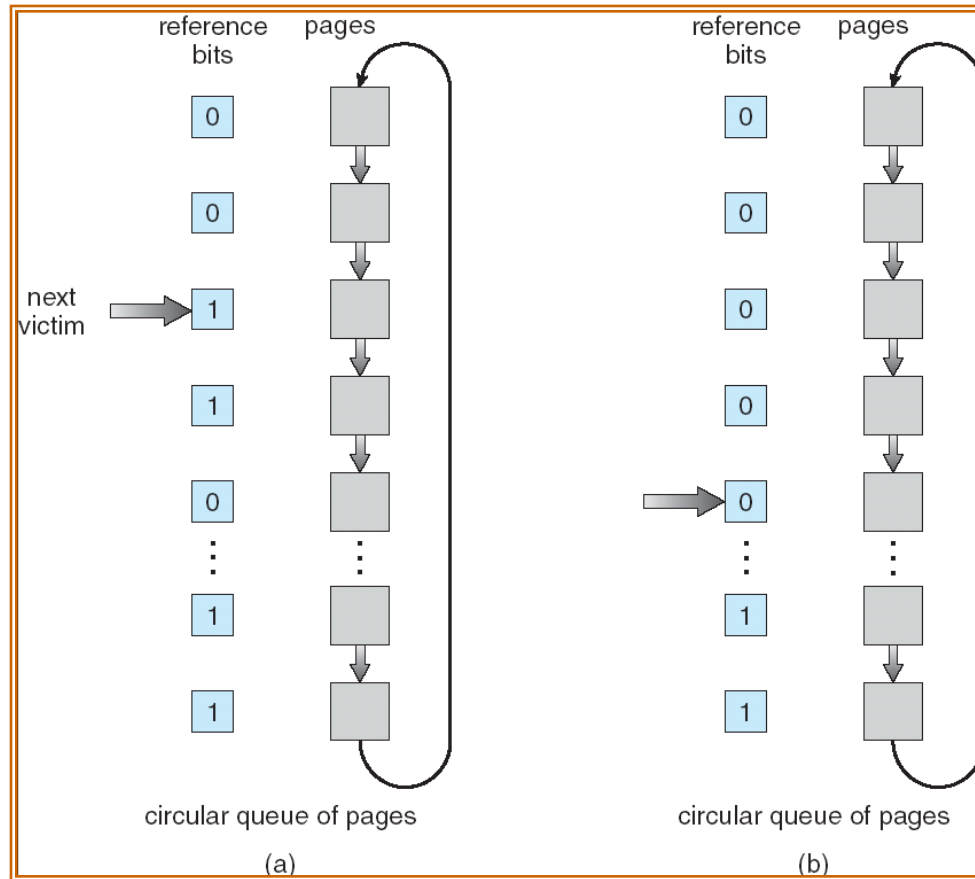 reference bits
pages
0
0
next victim
1
1
0
1
1
circular queue of pages
(a)
reference bits
pages
0
0
0
0
0
1
1
circular queue of pages
(b)